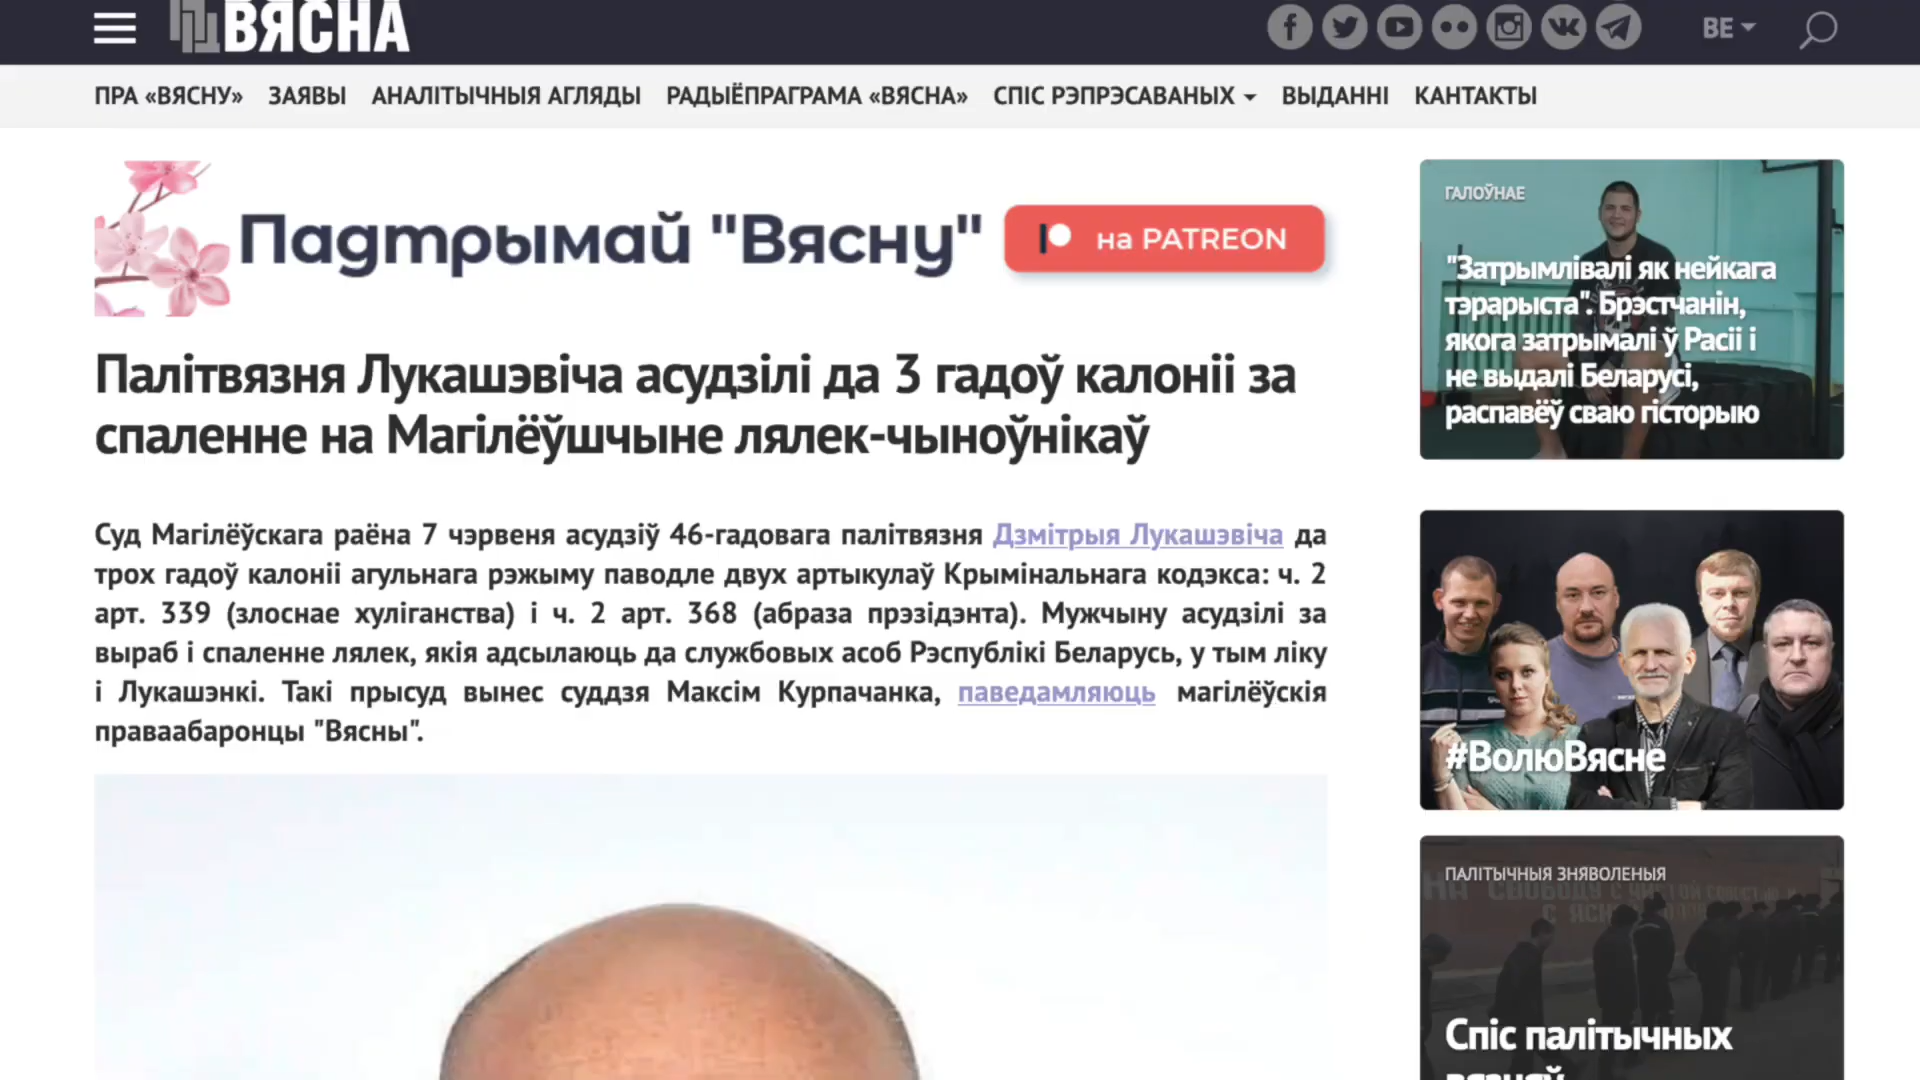 ВЯСНА
BE
ПРА «ВЯСНУ» ЗАЯВЫ АНАЛІТЫЧНЫЯ АГЛЯДЫ РАДЫЁПРАГРАМА «ВЯСНА» СПІС РЭПРЭСАВАНЫХ ВЫДАННІ КАНТАКТЫ
Падтрымай "Вясну" на PATREON
Палітвязня Лукашэвіча асудзілі да 3 гадоў калоніі за
спаленне на Магілёўшчыне лялек-чыноўнікаў
Суд Магілёўскага раёна 7 чэрвеня асудзіў 46-гадовага палітвязня Дзмітрыя Лукашэвіча да
трох гадоў калоніі агульнага рэжыму паводле двух артыкулаў Крымінальнага кодэкса: ч. 2
арт. 339 (злоснае хуліганства) і ч. 2 арт. 368 (абраза прэзідэнта). Мужчыну асудзілі за
выраб і спаленне лялек, якія адсылаюць да службовых асоб Рэспублікі Беларусь, у тым ліку
і Лукашэнкі. Такі прысуд вынес суддзя Максім Курпачанка, паведамляюць магілёўскія
праваабаронцы "Вясны".
ГАЛОЎНАЕ
"Затрымлівалі як нейкага
тэрарыста". Брэстчанін,
якога затрымалі ў Расіі і
не выдалі Беларусі,
распавёў сваю гісторыю
#ВолюВясне
ПАЛІТЫЧНЫЯ ЗНЯВОЛЕНЫЯ
НА СВОБОДУ С ЧИСТОЙ СОВЕСТЬЮ
Спіс палітычных
вязняў